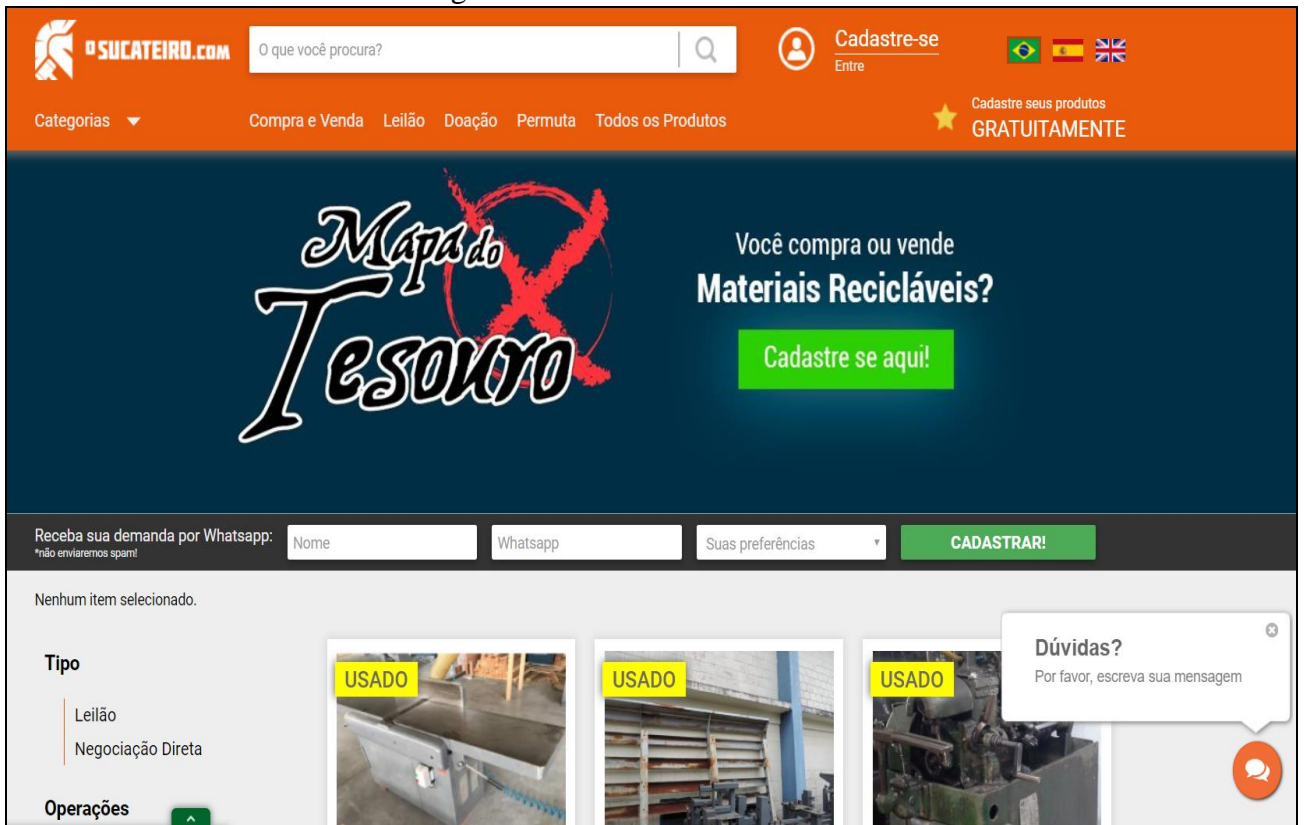 O SUCATEIRO.COM
O que você procura?
Cadastre-se
Entre
Categorias
Compra e Venda Leilão Doação Permuta Todos os Produtos
Cadastre seus produtos
GRATUITAMENTE
Mapa do
Tesouro
Você compra ou vende
Materiais Recicláveis?
Cadastre se aqui!
Receba sua demanda por Whatsapp:
*não enviaremos spam!
Nome
Whatsapp
Suas preferências
CADASTRAR!
Nenhum item selecionado.
Tipo
Leilão
Negociação Direta
Operações
USADO
USADO
USADO
Dúvidas?
Por favor, escreva sua mensagem